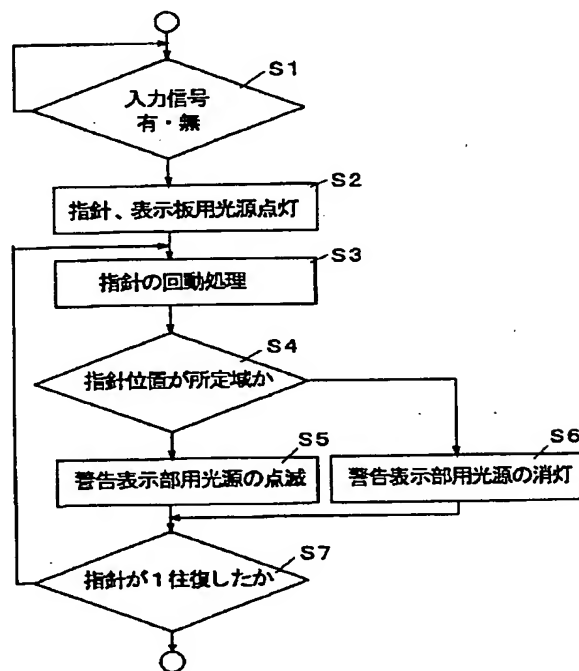 S1
入力信号
有・無
S2
指針、表示板用光源点灯
S3
指針の回動処理
S4
指針位置が所定域か
S5
警告表示部用光源の点滅
S6
警告表示部用光源の消灯
S7
指針が1往復したか